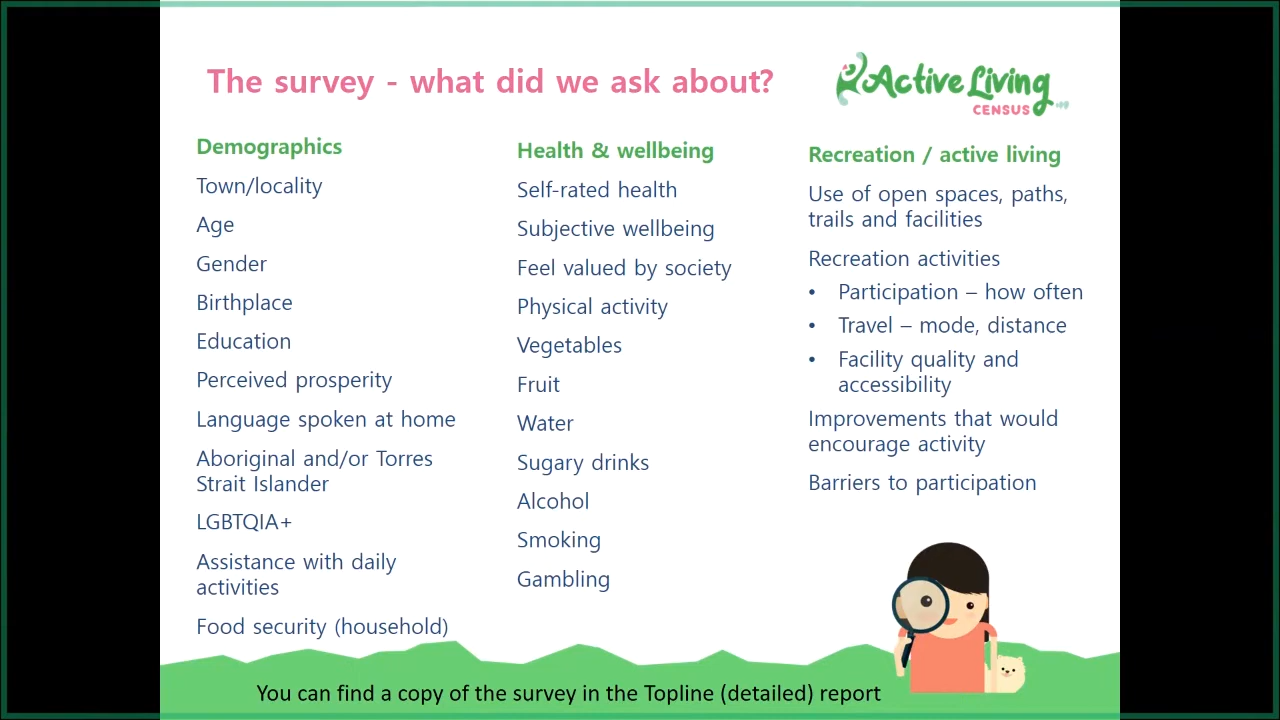 The survey - what did we ask about?
Active Living
CENSUS
Demographics
Town/locality
Age
Gender
Birthplace
Education
Perceived prosperity
Language spoken at home
Aboriginal and/or Torres
Strait Islander
LGBTQIA+
Assistance with daily
activities
Food security (household)
Health & wellbeing
Self-rated health
Subjective wellbeing
Feel valued by society
Physical activity
Vegetables
Fruit
Water
Sugary drinks
Alcohol
Smoking
Gambling
Recreation / active living
Use of open spaces, paths,
trails and facilities
Recreation activities
• Participation – how often
• Travel – mode, distance
• Facility quality and
accessibility
Improvements that would
encourage activity
Barriers to participation
You can find a copy of the survey in the Topline (detailed) report